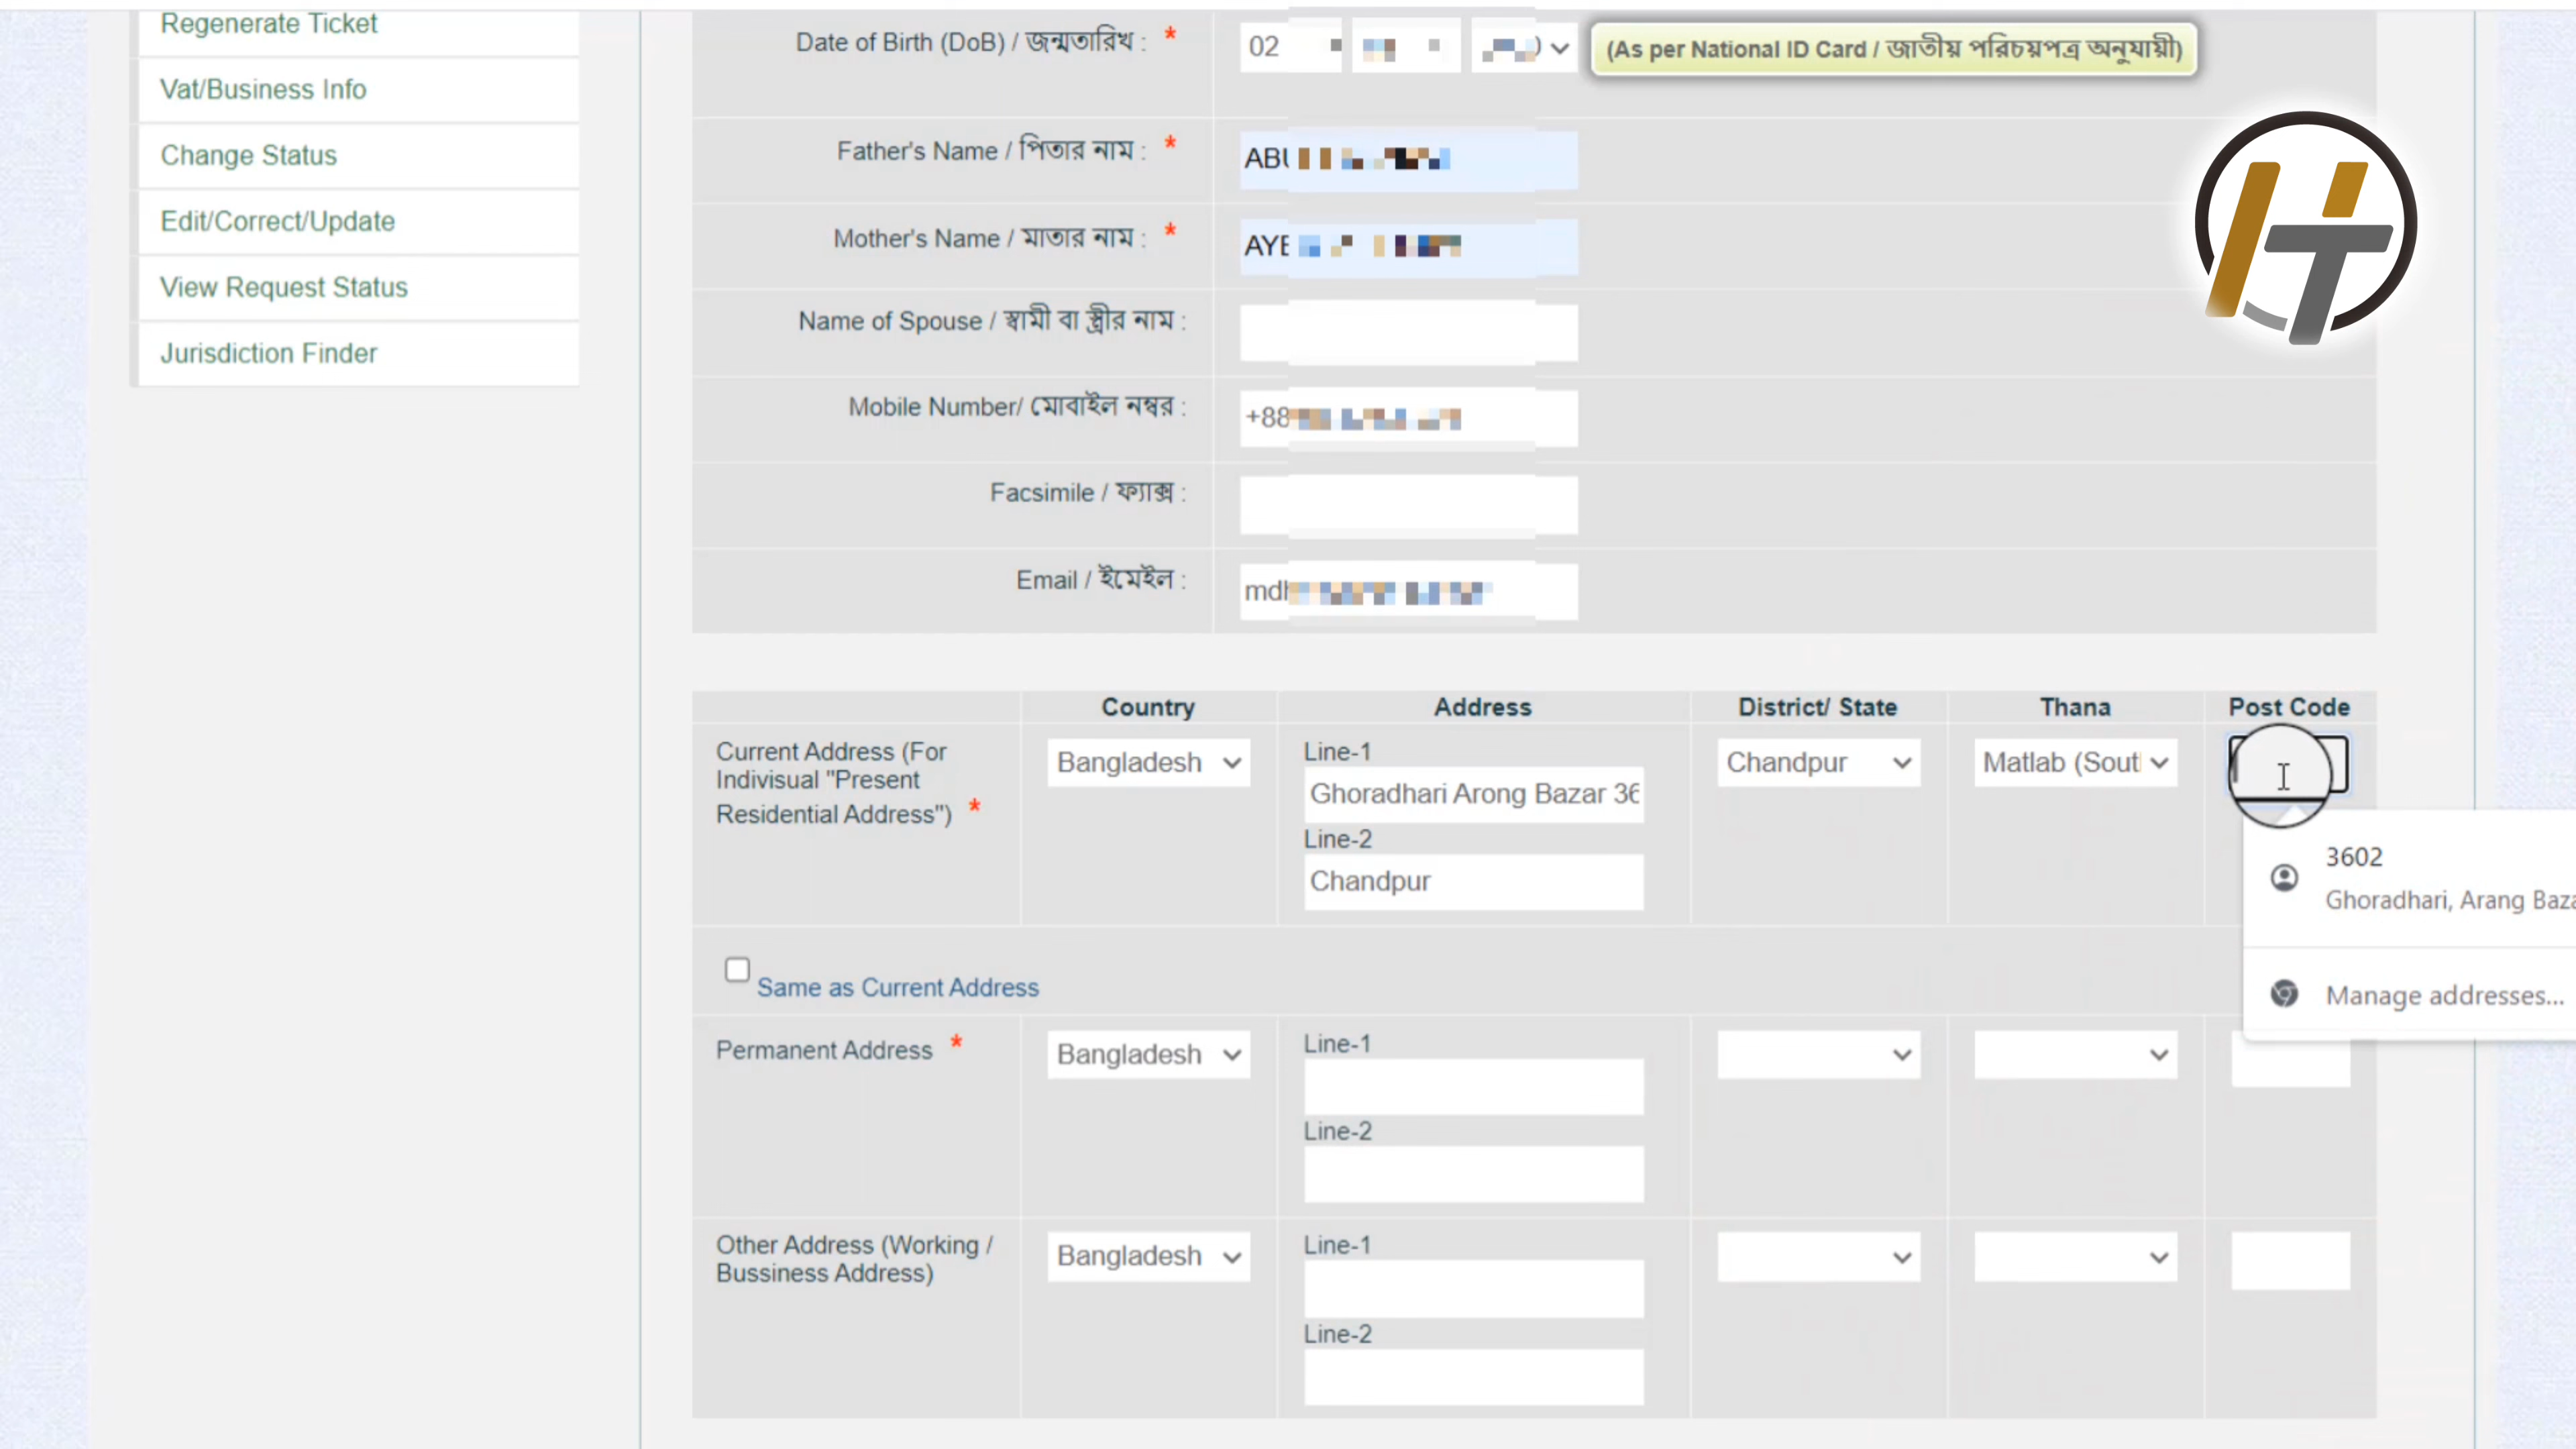 Regenerate Ticket
Vat/Business Info
Change Status
Edit/Correct/Update
View Request Status
Jurisdiction Finder
Date of Birth (DoB) / জন্মতারিখ : *
02
(As per National ID Card / জাতীয় পরিচয়পত্র অনুযায়ী)
Father's Name / পিতার নাম : *
Mother's Name / মাতার নাম : *
Name of Spouse / স্বামী বা স্ত্রীর নাম :
Mobile Number/ মোবাইল নম্বর :
+88
Facsimile / ফ্যাক্স :
Email / ইমেইল :
HT
Country Address District/ State Thana Post Code
Current Address (For
Indivisual "Present
Residential Address") *
Bangladesh
Line-1
Ghoradhari Arong Bazar 36
Line-2
Chandpur
Chandpur
Matlab (Sout
3602
Ghoradhari, Arang Baza
Manage addresses...
Same as Current Address
Permanent Address *
Bangladesh
Line-1
Line-2
Other Address (Working /
Bussiness Address)
Bangladesh
Line-1
Line-2